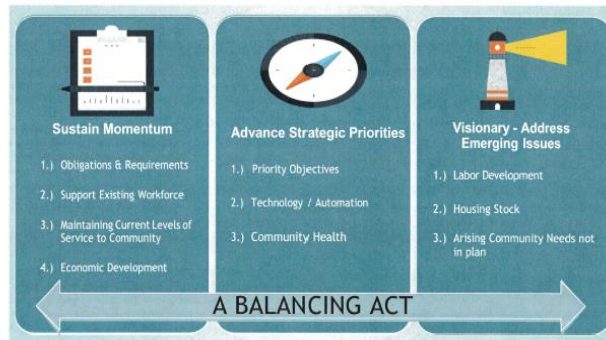 Sustain Momentum
1.) Obligations & Requirements
2.) Support Existing Workforce
3.) Maintaining Current Levels of
Service to Community
4.) Economic Development
Advance Strategic Priorities
1.) Priority Objectives
2.) Technology / Automation
3.) Community Health
Visionary - Address
Emerging Issues
1.) Labor Development
2.) Housing Stock
3.) Arising Community Needs not
in plan
A BALANCING ACT